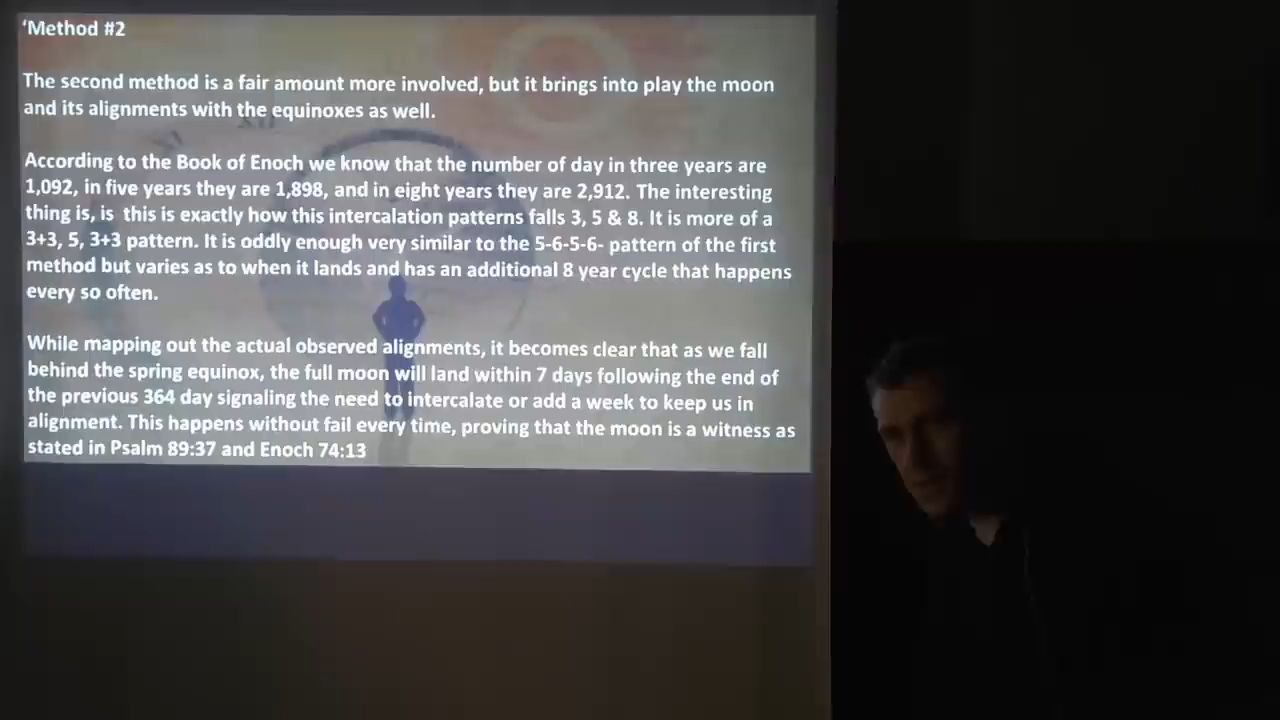 ‘Method #2
The second method is a fair amount more involved, but it brings into play the moon
and its alignments with the equinoxes as well.
According to the Book of Enoch we know that the number of day in three years are
1,092, in five years they are 1,898, and in eight years they are 2,912. The interesting
thing is, is  this is exactly how this intercalation patterns falls 3, 5 & 8. It is more of a
3+3, 5, 3+3 pattern. It is oddly enough very similar to the 5-6-5-6- pattern of the first
method but varies as to when it lands and has an additional 8 year cycle that happens
every so often.
While mapping out the actual observed alignments, it becomes clear that as we fall
behind the spring equinox, the full moon will land within 7 days following the end of
the previous 364 day signaling the need to intercalate or add a week to keep us in
alignment. This happens without fail every time, proving that the moon is a witness as
stated in Psalm 89:37 and Enoch 74:13